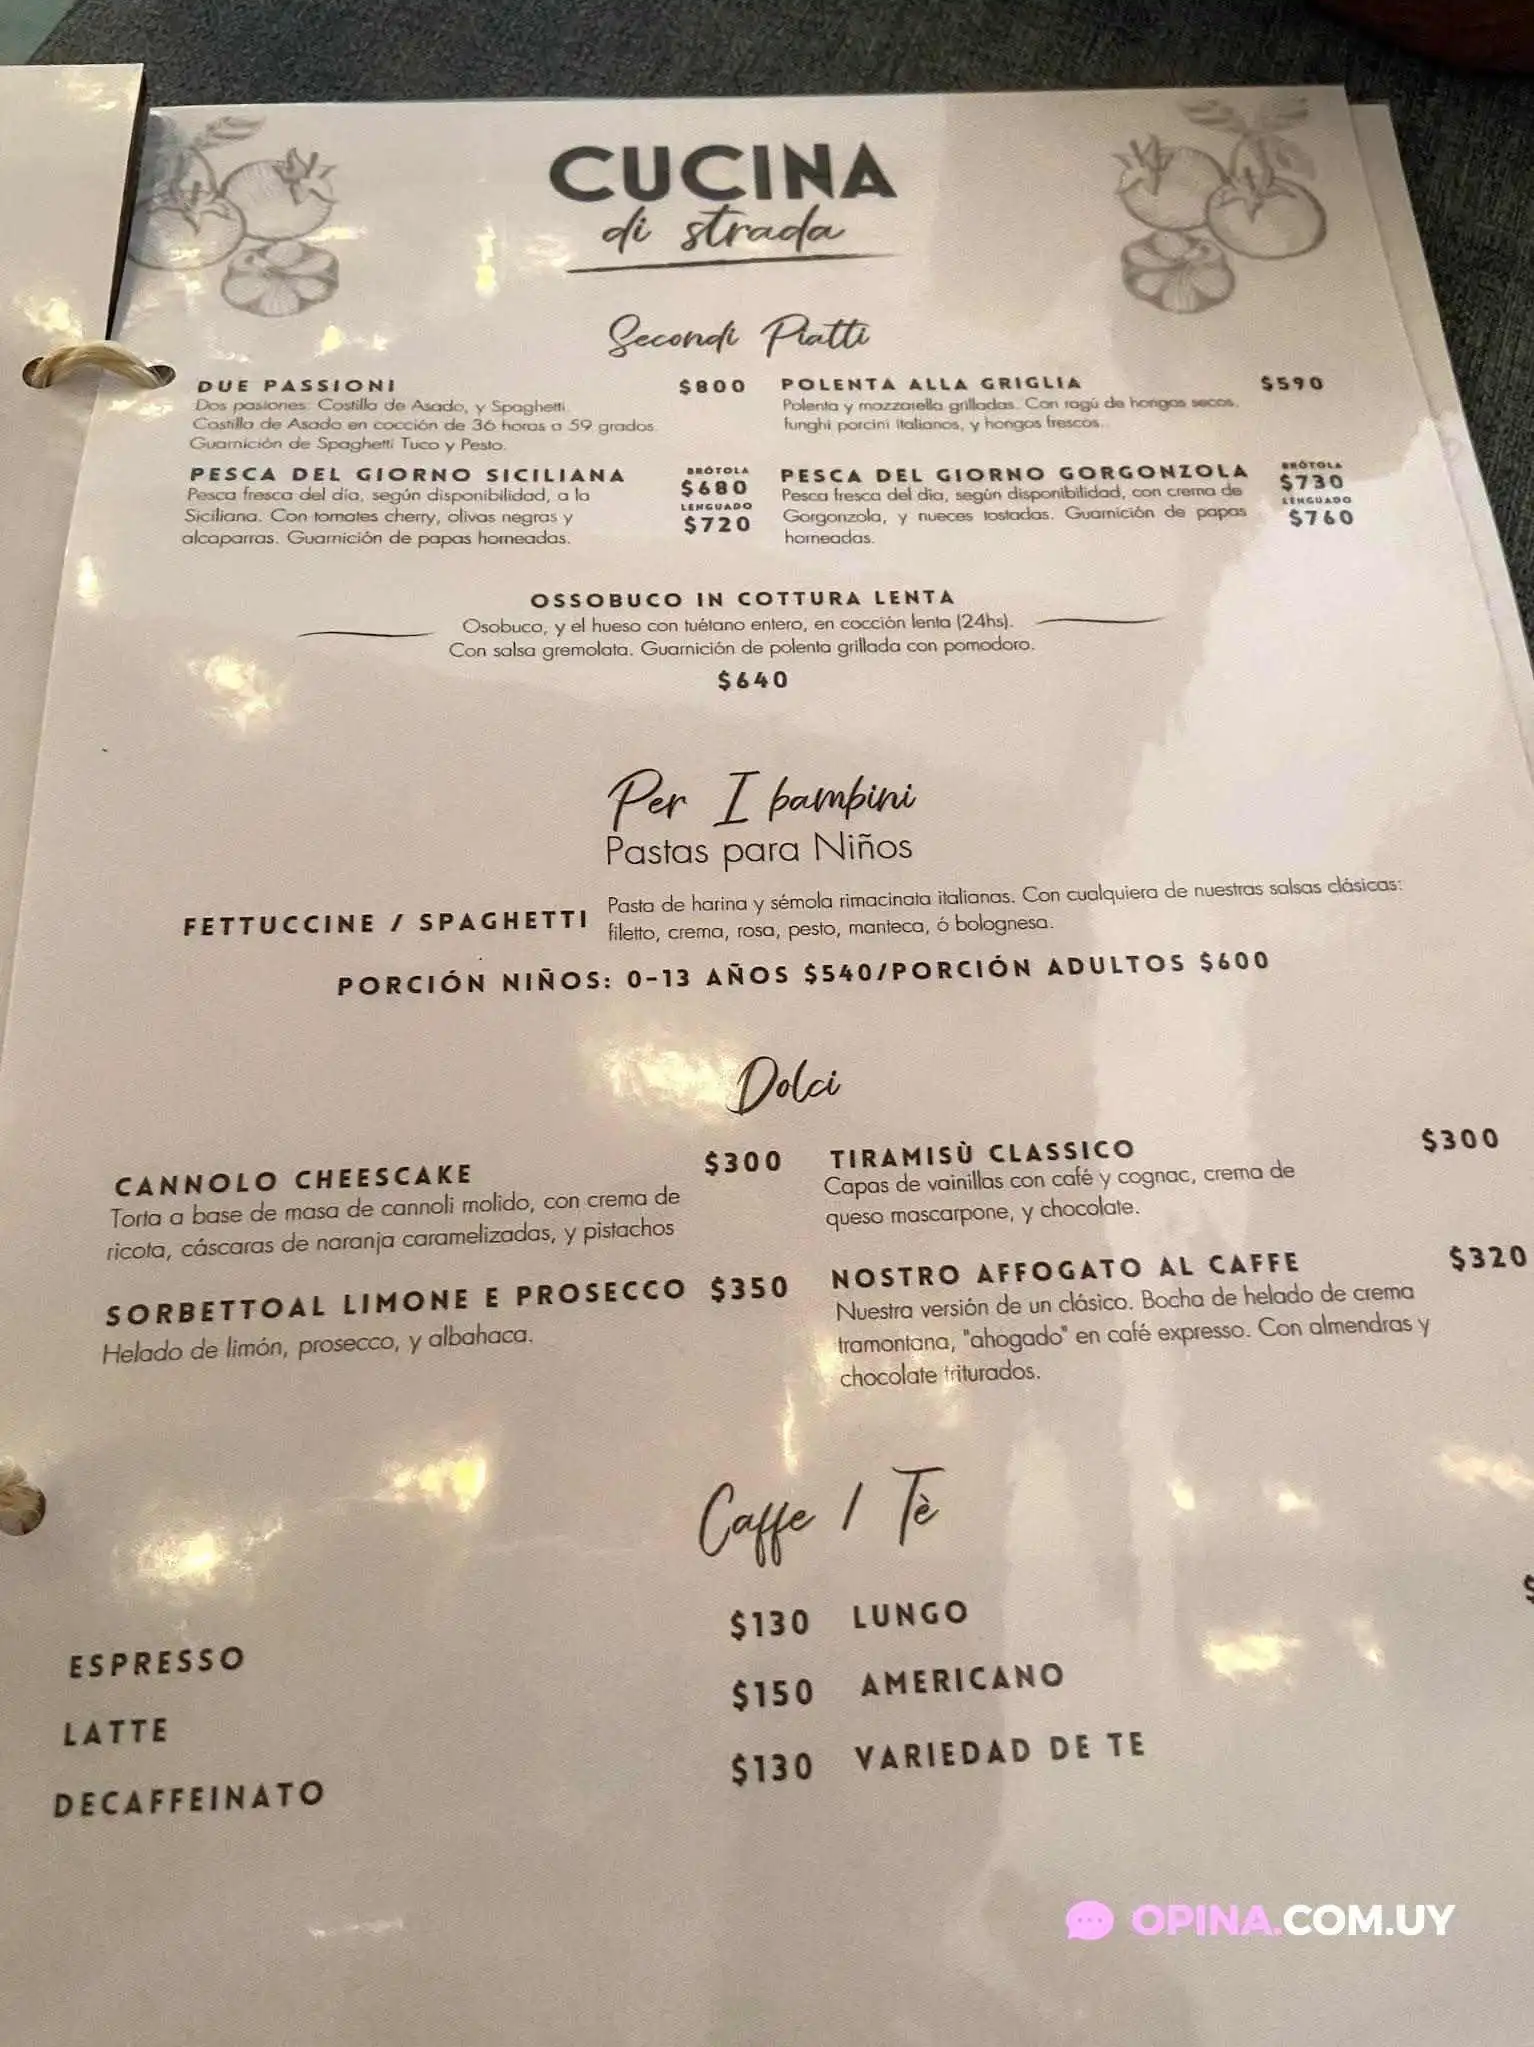 CUCINA
di strada
Secondi Piatti
DUE PASSIONI $800
Dos pasiones: Costilla de Asado, y Spaghetti.
Costilla de Asado en cocción de 36 horas a 59 grados.
Guarnición de Spaghetti Tuco y Pesto.
POLENTA ALLA GRIGLIA $590
Polenta y mozzarella grilladas. Con ragú de hongos secos,
funghi porcini italianos, y hongos frescos.
PESCA DEL GIORNO SICILIANA
Pesca fresca del día, según disponibilidad, a la
Siciliana. Con tomates cherry, olivas negras y
alcaparras. Guarnición de papas horneadas.
BRÓTOLA
$680
LENGUADO
$720
PESCA DEL GIORNO GORGONZOLA
Pesca fresca del día, según disponibilidad, con crema de
Gorgonzola, y nueces tostadas. Guarnición de papas
horneadas.
BRÓTOLA
$730
LENGUADO
$760
OSSOBUCO IN COTTURA LENTA
Osobuco, y el hueso con tuétano entero, en cocción lenta (24hs).
Con salsa gremolata. Guarnición de polenta grillada con pomodoro.
$640
Per I bambini
Pastas para Niños
FETTUCCINE / SPAGHETTI
Pasta de harina y sémola rimacinata italianas. Con cualquiera de nuestras salsas clásicas:
filetto, crema, rosa, pesto, manteca, ó bolognesa.
PORCIÓN NIÑOS: 0-13 AÑOS $540/PORCIÓN ADULTOS $600
Dolci
CANNOLO CHEESCAKE $300
Torta a base de masa de cannoli molido, con crema de
ricota, cáscaras de naranja caramelizadas, y pistachos
TIRAMISÙ CLASSICO $300
Capas de vainillas con café y cognac, crema de
queso mascarpone, y chocolate.
SORBETTOAL LIMONE E PROSECCO $350
Helado de limón, prosecco, y albahaca.
NOSTRO AFFOGATO AL CAFFE $320
Nuestra versión de un clásico. Bocha de helado de crema
tramontana, "ahogado" en café expresso. Con almendras y
chocolate triturados.
Caffe / Tè
ESPRESSO $130
LATTE $150
DECAFFEINATO $130
LUNGO $
AMERICANO
VARIEDAD DE TE
OPINA.COM.UY